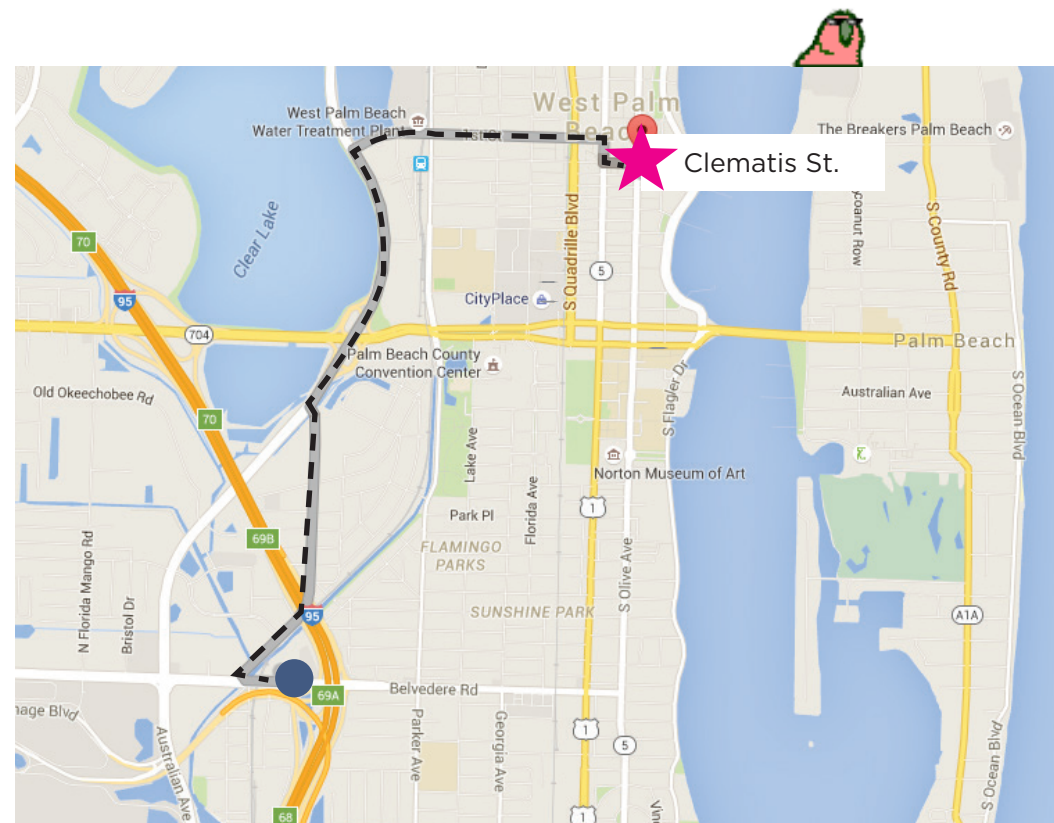 West Palm
Beach
West Palm Beach
Water Treatment Plant
1st St
The Breakers Palm Beach
Clematis St.
Cocoanut Row
S County Rd
S Quadrille Blvd
Clear Lake
70
95
5
CityPlace
704
Palm Beach
Palm Beach County
Convention Center
S Flagler Dr
S Ocean Blvd
Old Okeechobee Rd
Australian Ave
70
Lake Ave
Norton Museum of Art
Florida Ave
1
Park Pl
69B
FLAMINGO
PARKS
S Olive Ave
N Florida Mango Rd
Bristol Dr
SUNSHINE PARK
95
A1A
Belvedere Rd
69A
Australian Ave
Parker Ave
Georgia Ave
1
5
S Ocean Blvd
68
1